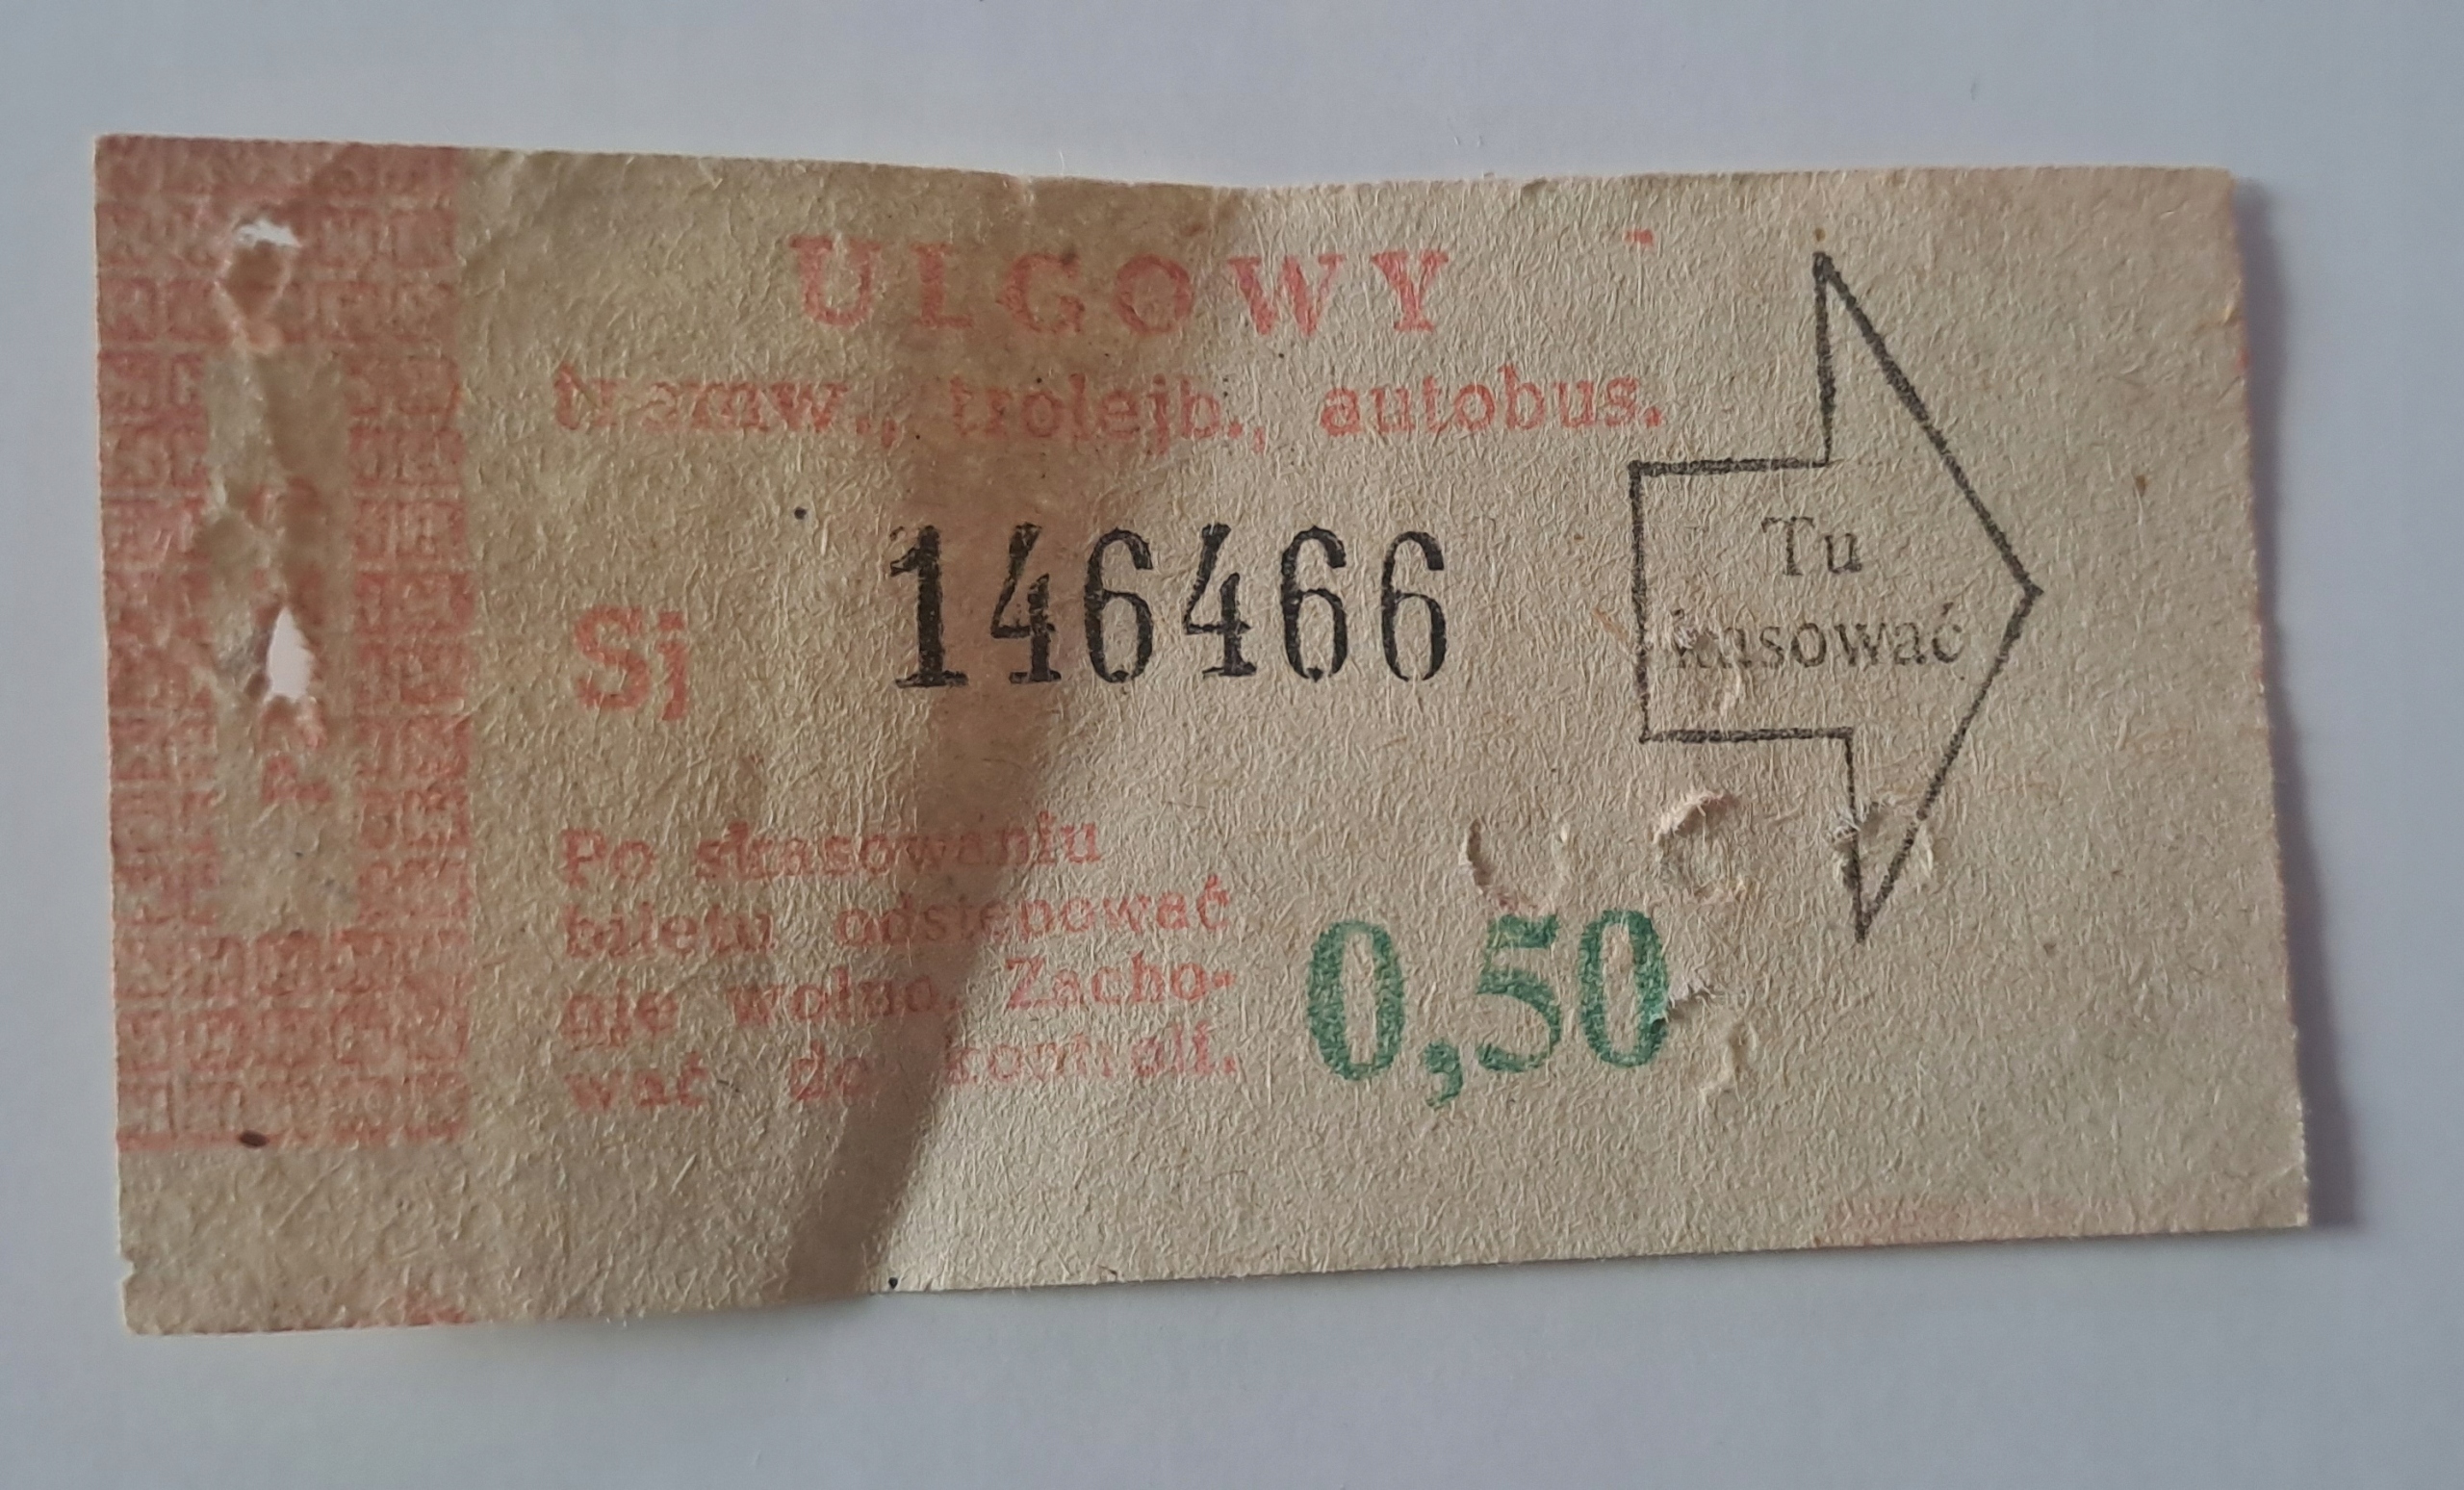 ULGOWY
tramw., trolejb., autobus.
Sj 146466
Tu
kasować
Po skasowaniu
biletu odstępować
nie wolno. Zacho-
wać do kontroli.
0,50